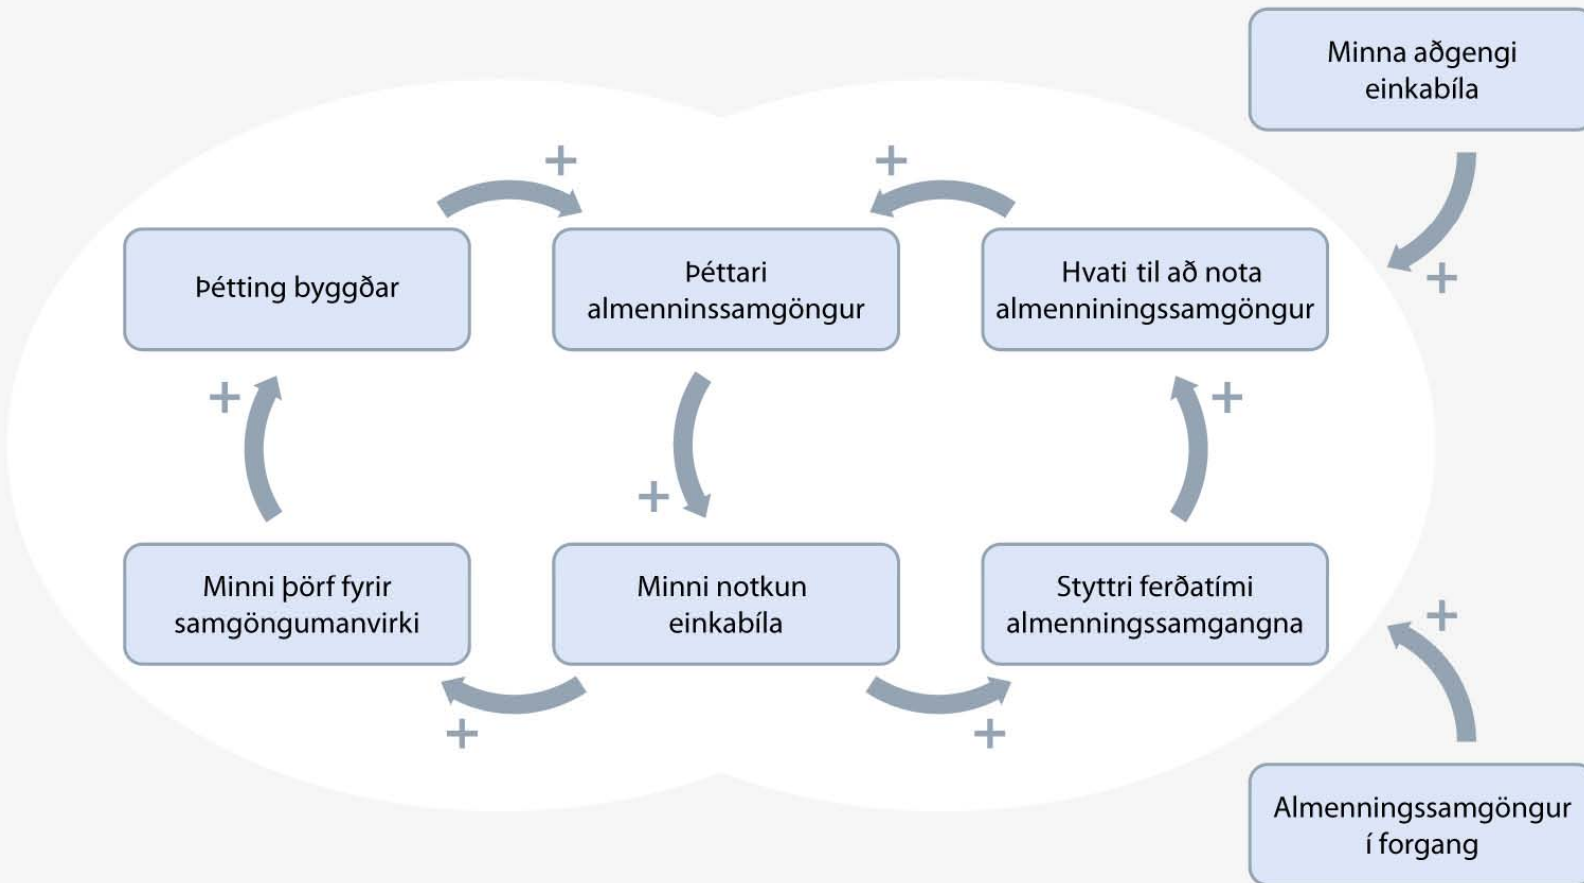 Minna aðgengi
einkabíla
+
+
+
Þétting byggðar
Þéttari
almenninssamgöngur
Hvati til að nota
almenniningssamgöngur
+
+
+
Minni þörf fyrir
samgöngumanvirki
Minni notkun
einkabíla
Styttri ferðatími
almenningssamgangna
+
+
+
Almenningssamgöngur
í forgang